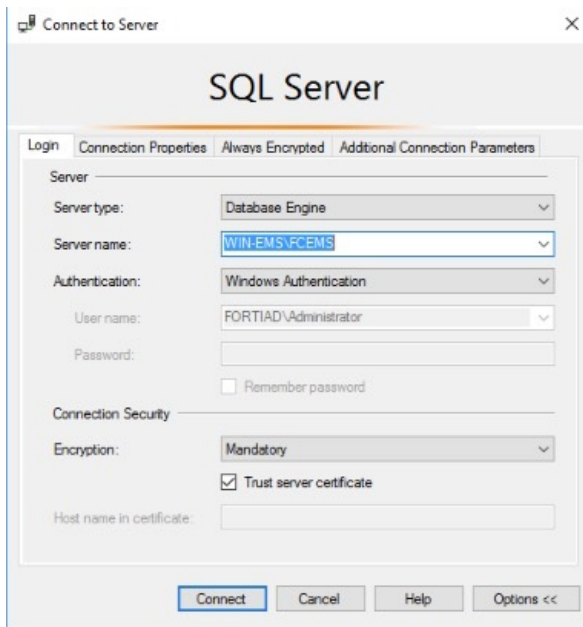 Connect to Server
SQL Server
Login Connection Properties Always Encrypted Additional Connection Parameters
Server
Server type: Database Engine
Server name: WIN-EMS\FCEMS
Authentication: Windows Authentication
User name: FORTIAD\Administrator
Password:
Remember password
Connection Security
Encryption: Mandatory
Trust server certificate
Host name in certificate:
Connect Cancel Help Options <<